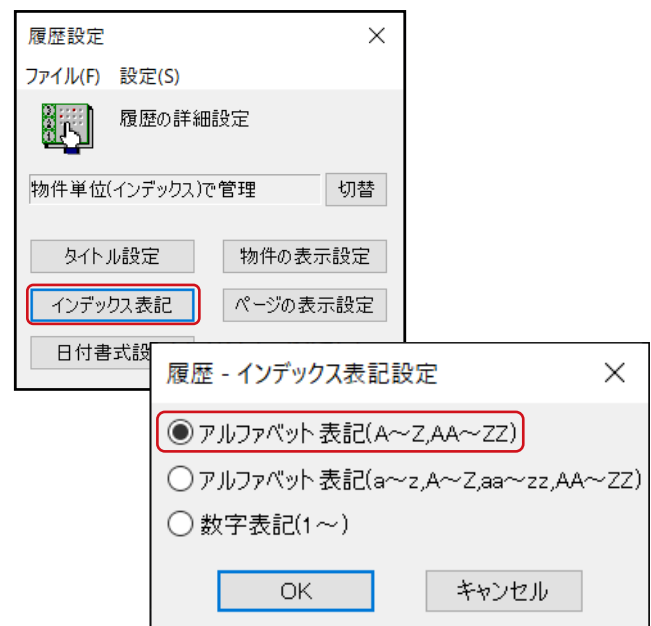 履歴設定
ファイル(F) 設定(S)
履歴の詳細設定
物件単位(インデックス)で管理 切替
タイトル設定 物件の表示設定
インデックス表記 ページの表示設定
日付書式設
履歴 - インデックス表記設定
アルファベット表記(A～Z,AA～ZZ)
アルファベット表記(a～z,A～Z,aa～zz,AA～ZZ)
数字表記(1～)
OK キャンセル